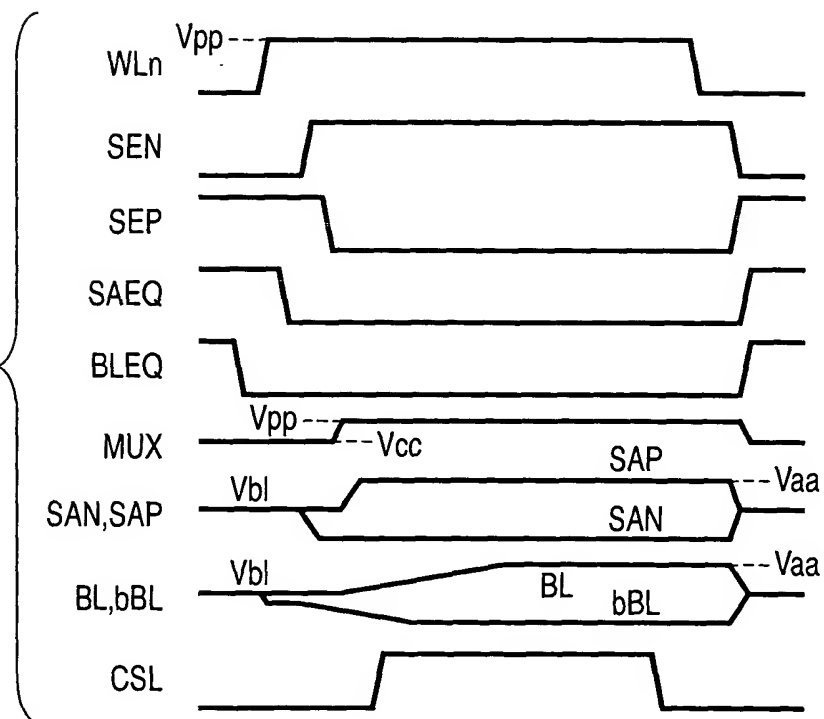 Vpp
WLn
SEN
SEP
SAEQ
BLEQ
Vpp
MUX
Vcc
SAP
Vbl
Vaa
SAN,SAP
SAN
Vbl
Vaa
BL,bBL
BL
bBL
CSL